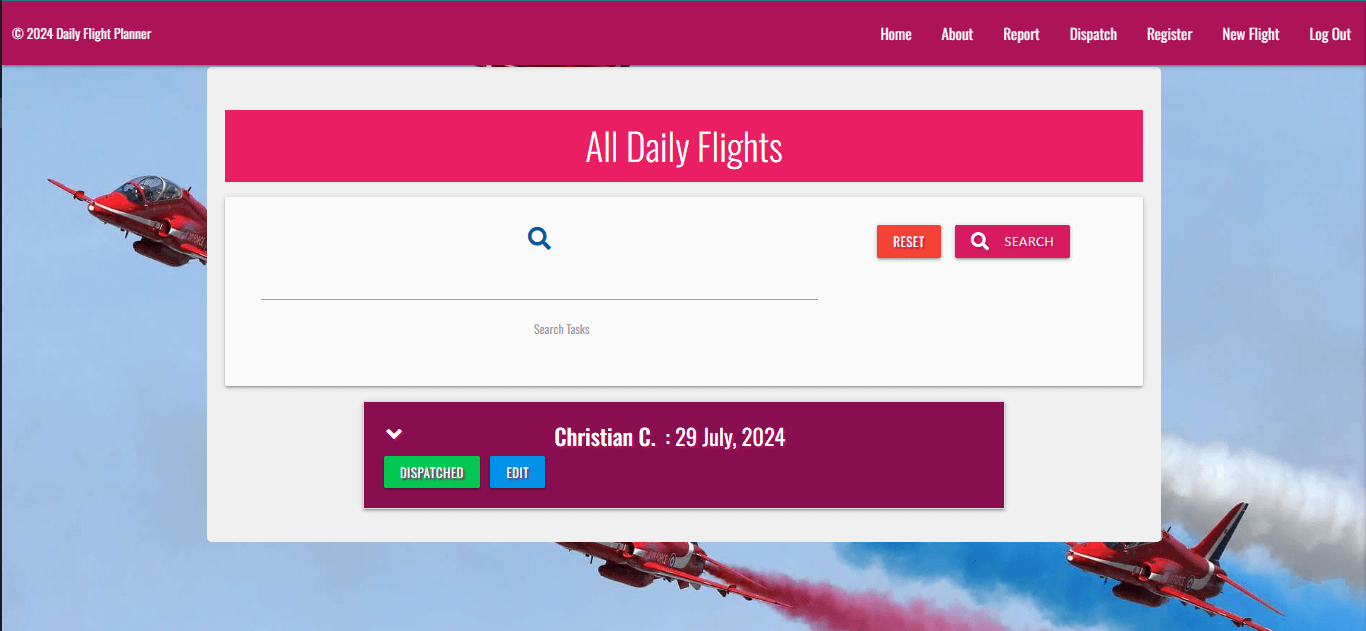 © 2024 Daily Flight Planner
Home About Report Dispatch Register New Flight Log Out
All Daily Flights
RESET SEARCH
Search Tasks
Christian C. : 29 July, 2024
DISPATCHED EDIT